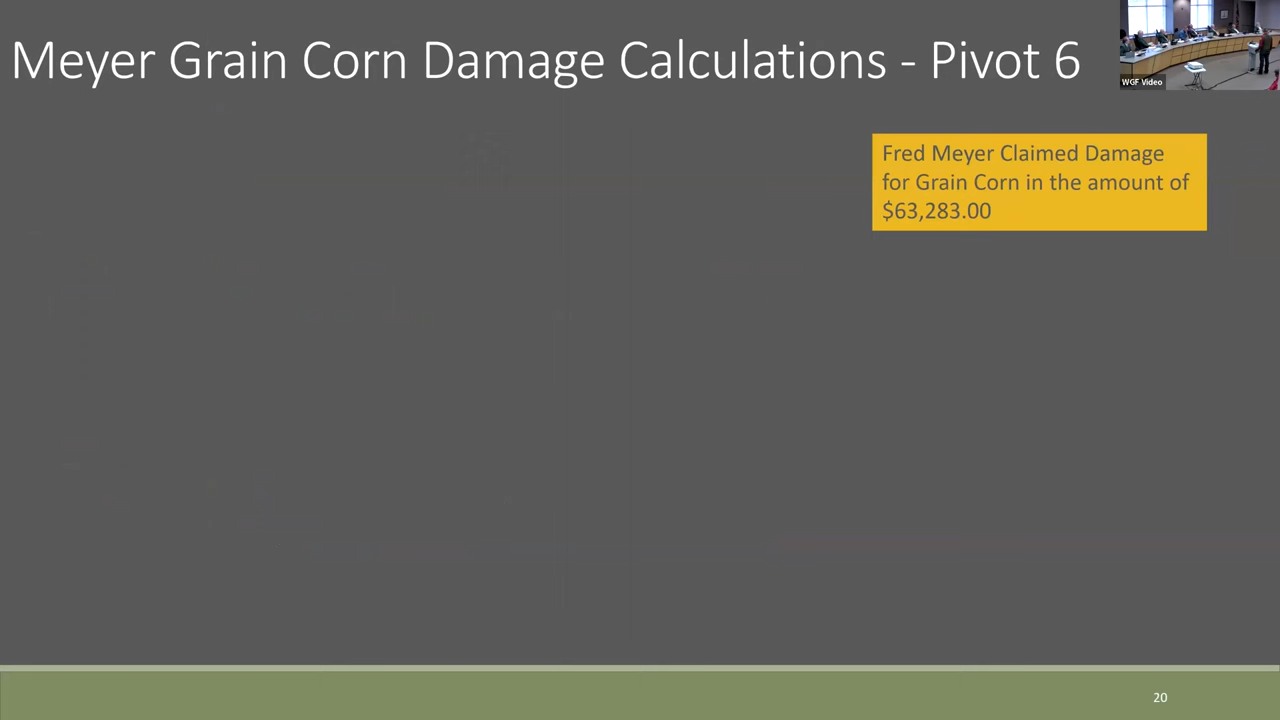 Meyer Grain Corn Damage Calculations - Pivot 6
WGF Video
Fred Meyer Claimed Damage
for Grain Corn in the amount of
$63,283.00
20